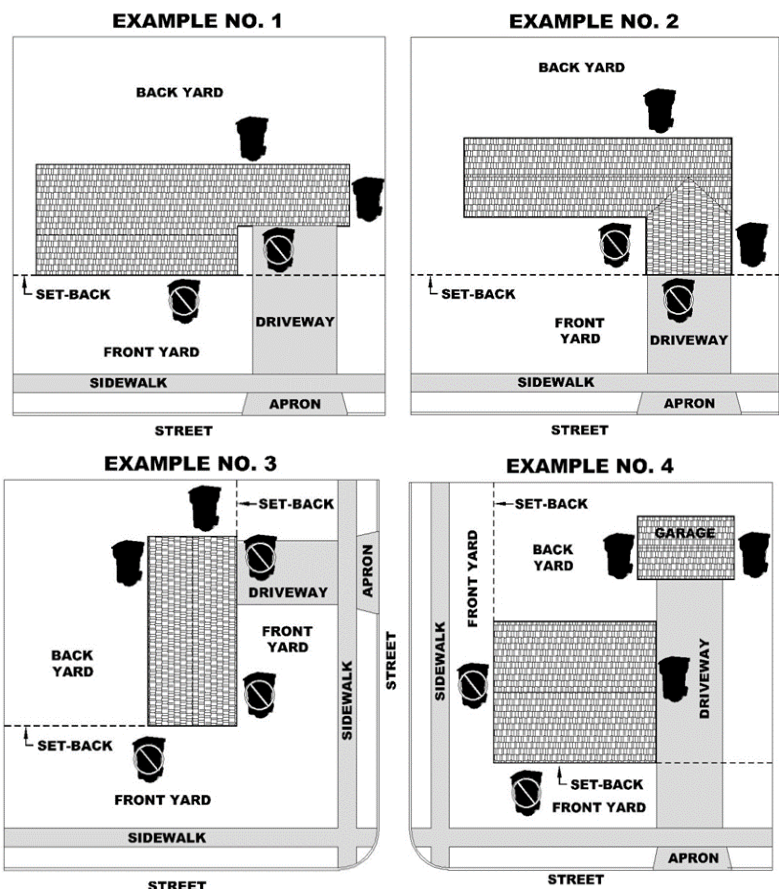 EXAMPLE NO. 1
BACK YARD
SET-BACK
DRIVEWAY
FRONT YARD
SIDEWALK
APRON
STREET
EXAMPLE NO. 2
BACK YARD
SET-BACK
FRONT
YARD
DRIVEWAY
SIDEWALK
APRON
STREET
EXAMPLE NO. 3
SET-BACK
DRIVEWAY
APRON
FRONT
YARD
BACK
YARD
SIDEWALK
STREET
SET-BACK
FRONT YARD
SIDEWALK
STREET
EXAMPLE NO. 4
SET-BACK
GARAGE
FRONT YARD
BACK
YARD
SIDEWALK
DRIVEWAY
SET-BACK
FRONT YARD
SIDEWALK
APRON
STREET